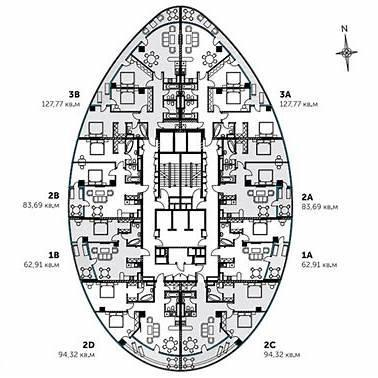 N
3B
127,77 кв,м
3A
127,77 кв,м
2B
83,69 кв,м
2A
83,69 кв,м
1B
62,91 кв,м
1A
62,91 кв,м
2D
94,32 кв,м
2C
94,32 кв,м